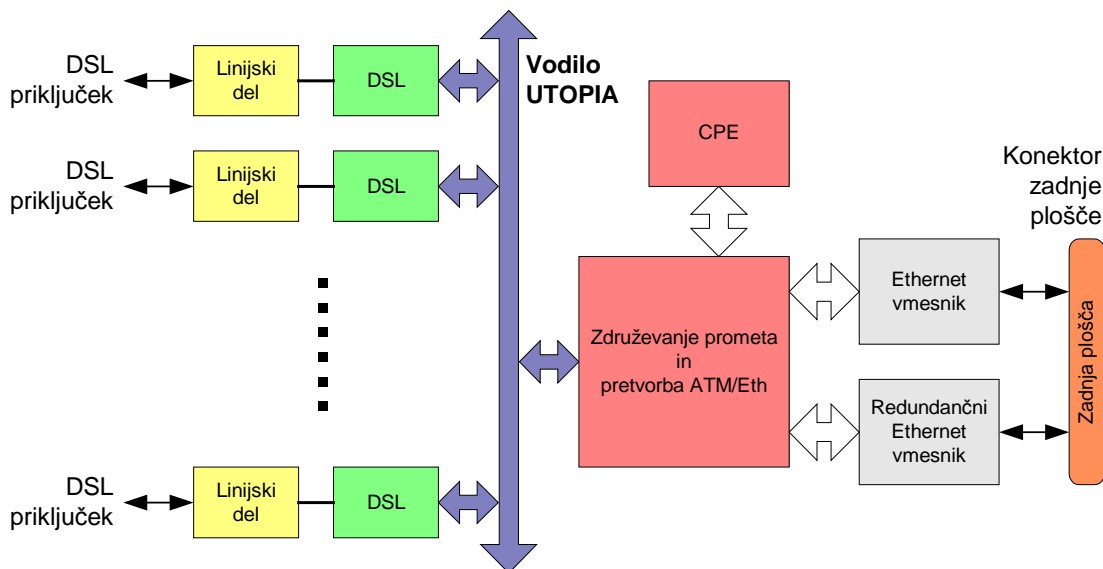 DSL
priključek
Linijski
del
DSL
Vodilo
UTOPIA
CPE
DSL
priključek
Linijski
del
DSL
Konektor
zadnje
plošče
Ethernet
vmesnik
Združevanje prometa
in
pretvorba ATM/Eth
Zadnja plošča
Redundančni
Ethernet
vmesnik
DSL
priključek
Linijski
del
DSL